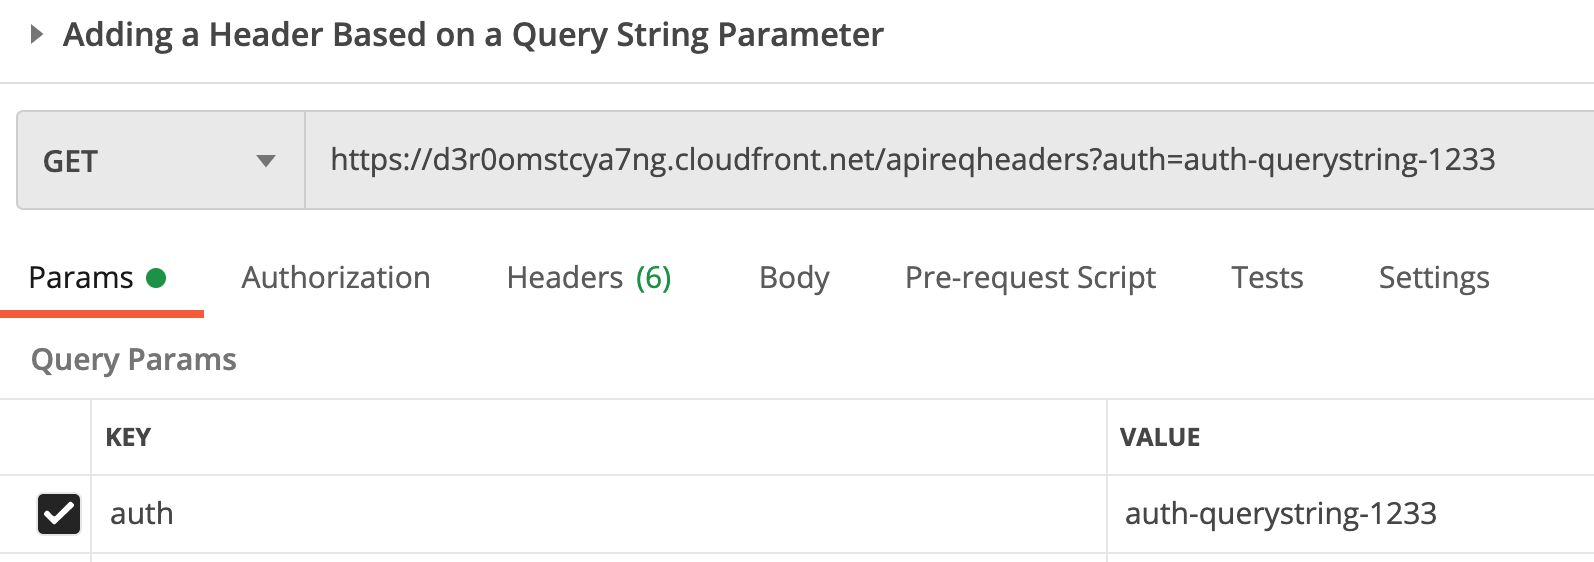 Adding a Header Based on a Query String Parameter
GET https://d3r0omstcya7ng.cloudfront.net/apireqheaders?auth=auth-querystring-1233
Params Authorization Headers (6) Body Pre-request Script Tests Settings
Query Params
KEY VALUE
auth auth-querystring-1233